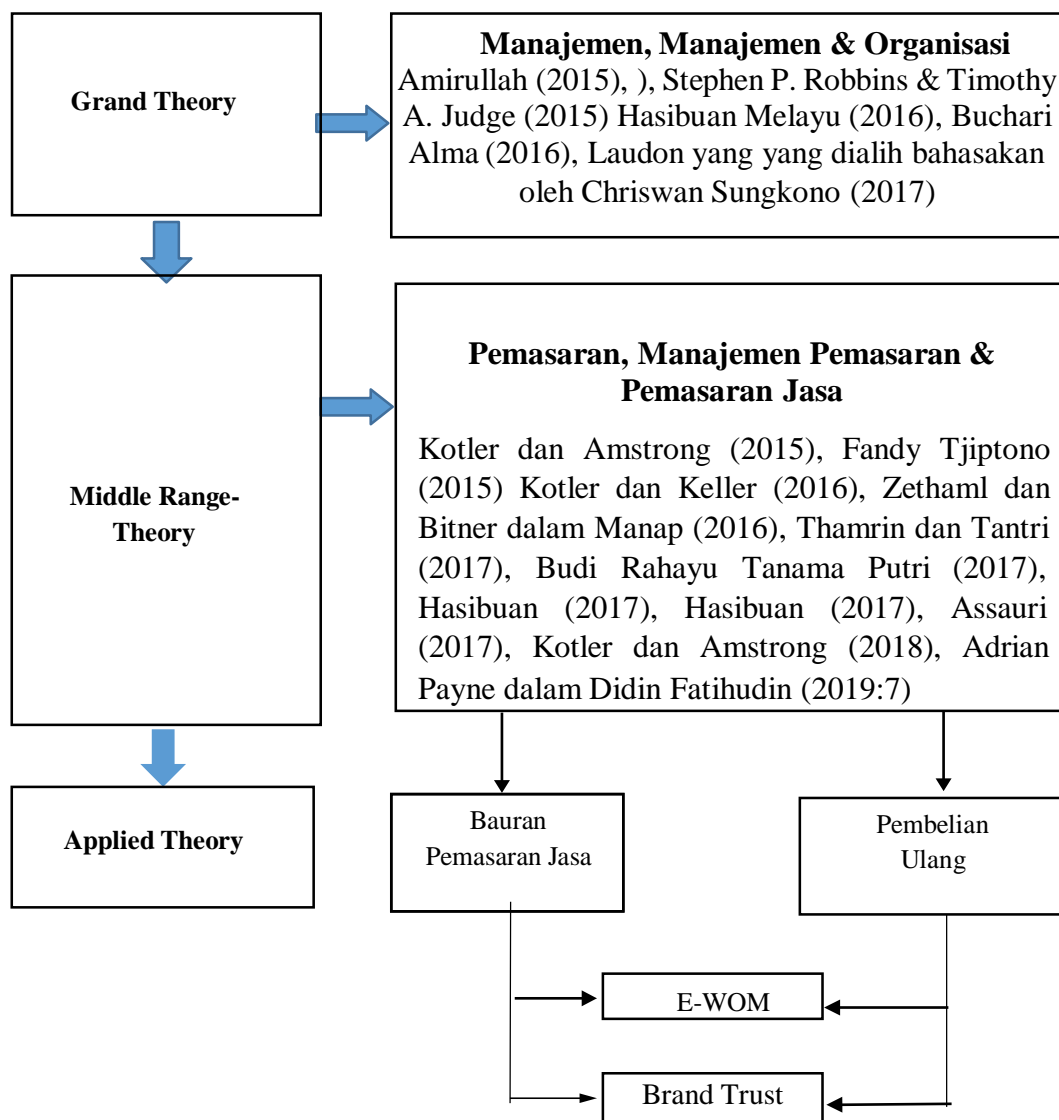 Grand Theory
Manajemen, Manajemen & Organisasi
Amirullah (2015), ), Stephen P. Robbins & Timothy
A. Judge (2015) Hasibuan Melayu (2016), Buchari
Alma (2016), Laudon yang yang dialih bahasakan
oleh Chriswan Sungkono (2017)
Middle Range-
Theory
Pemasaran, Manajemen Pemasaran &
Pemasaran Jasa
Kotler dan Amstrong (2015), Fandy Tjiptono
(2015) Kotler dan Keller (2016), Zethaml dan
Bitner dalam Manap (2016), Thamrin dan Tantri
(2017), Budi Rahayu Tanama Putri (2017),
Hasibuan (2017), Hasibuan (2017), Assauri
(2017), Kotler dan Amstrong (2018), Adrian
Payne dalam Didin Fatihudin (2019:7)
Applied Theory
Bauran
Pemasaran Jasa
Pembelian
Ulang
E-WOM
Brand Trust